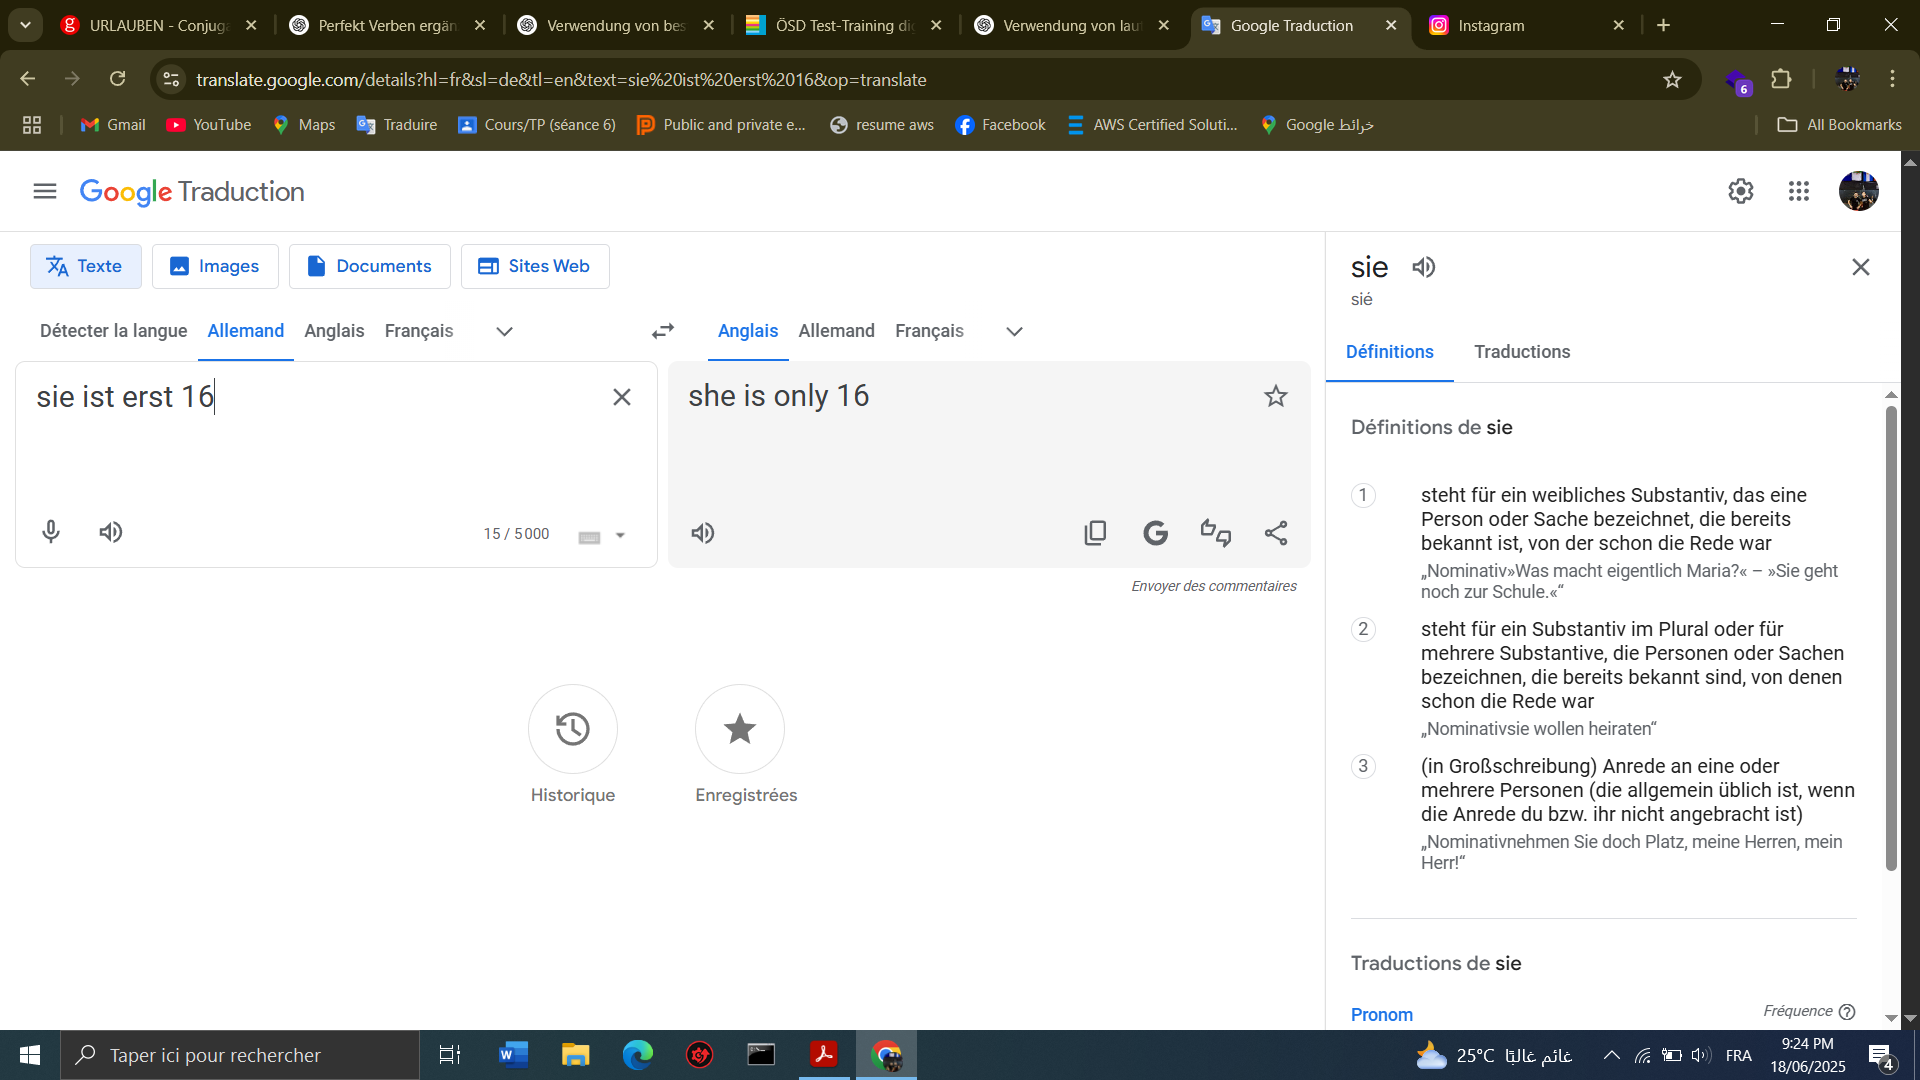 URLAUBEN - Conjuga
Perfekt Verben ergän
Verwendung von bes
ÖSD Test-Training di
Verwendung von laut
Google Traduction
Instagram
translate.google.com/details?hl=fr&sl=de&tl=en&text=sie%20ist%20erst%2016&op=translate
6
Gmail
YouTube
Maps
Traduire
Cours/TP (séance 6)
Public and private e...
resume aws
Facebook
AWS Certified Soluti...
خرائط Google
All Bookmarks
Google Traduction
Texte
Images
Documents
Sites Web
Détecter la langue
Allemand
Anglais
Français
Anglais
Allemand
Français
sie ist erst 16
15 / 5 000
she is only 16
Envoyer des commentaires
Historique
Enregistrées
sie
sie
Définitions
Traductions
Définitions de sie
1
steht für ein weibliches Substantiv, das eine
Person oder Sache bezeichnet, die bereits
bekannt ist, von der schon die Rede war
„Nominativ»Was macht eigentlich Maria?« – »Sie geht
noch zur Schule.«“
2
steht für ein Substantiv im Plural oder für
mehrere Substantive, die Personen oder Sachen
bezeichnen, die bereits bekannt sind, von denen
schon die Rede war
„Nominativsie wollen heiraten“
3
(in Großschreibung) Anrede an eine oder
mehrere Personen (die allgemein üblich ist, wenn
die Anrede du bzw. ihr nicht angebracht ist)
„Nominativnehmen Sie doch Platz, meine Herren, mein
Herr!“
Traductions de sie
Pronom
Fréquence
Taper ici pour rechercher
25°C غائم غالبًا
FRA
9:24 PM
18/06/2025
4